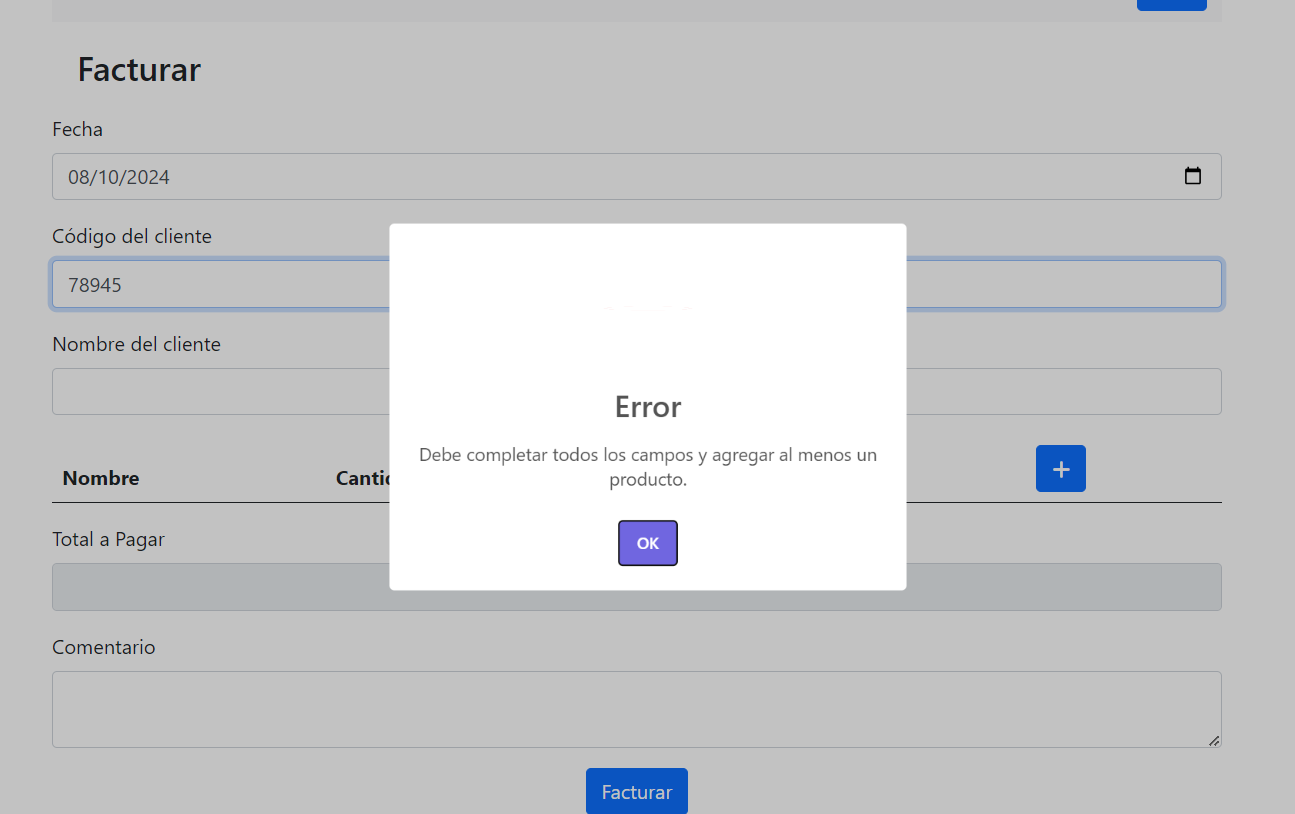 Facturar
Fecha
08/10/2024
Código del cliente
78945
Nombre del cliente
Error
Debe completar todos los campos y agregar al menos un
producto.
OK
Nombre
+
Total a Pagar
Comentario
Facturar